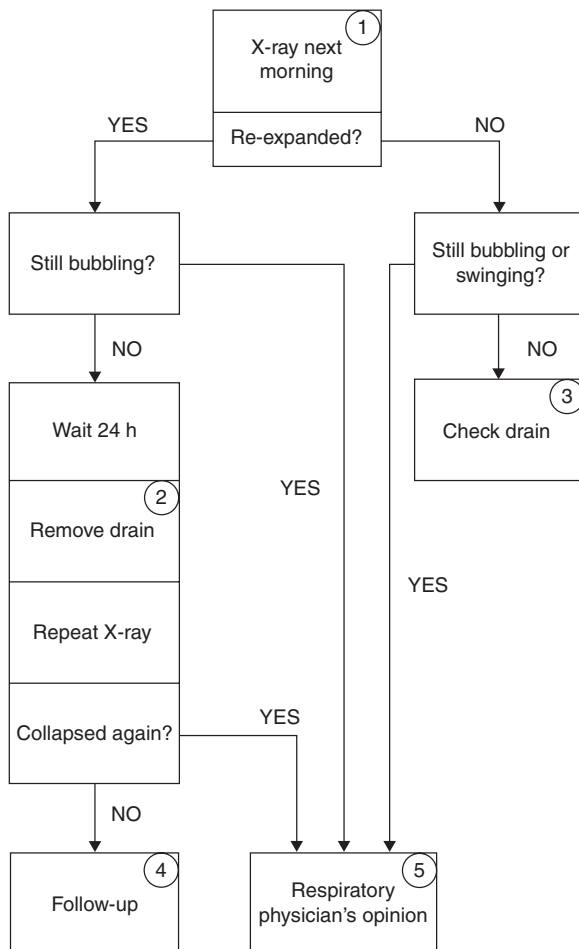 1
X-ray next
morning
YES
NO
Re-expanded?
Still bubbling?
Still bubbling or
swinging?
NO
NO
3
Wait 24 h
Check drain
YES
2
Remove drain
YES
Repeat X-ray
YES
Collapsed again?
NO
4
5
Follow-up
Respiratory
physician's opinion